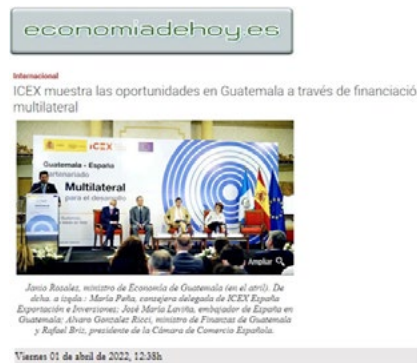 economiadehoy.es
Internacional
ICEX muestra las oportunidades en Guatemala a través de financiació
multilateral
ICEX
Guatemala - España
Multilateral
para el desarrollo
Ampliar
Janio Rosales, ministro de Economía de Guatemala (en el atril). De
dcha. a izqda.: María Peña, consejera delegada de ICEX España
Exportación e Inversiones; José María Laviña, embajador de España en
Guatemala; Alvaro González Ricci, ministro de Finanzas de Guatemala
y Rafael Briz, presidente de la Cámara de Comercio Española.
Viernes 01 de abril de 2022, 12:38h